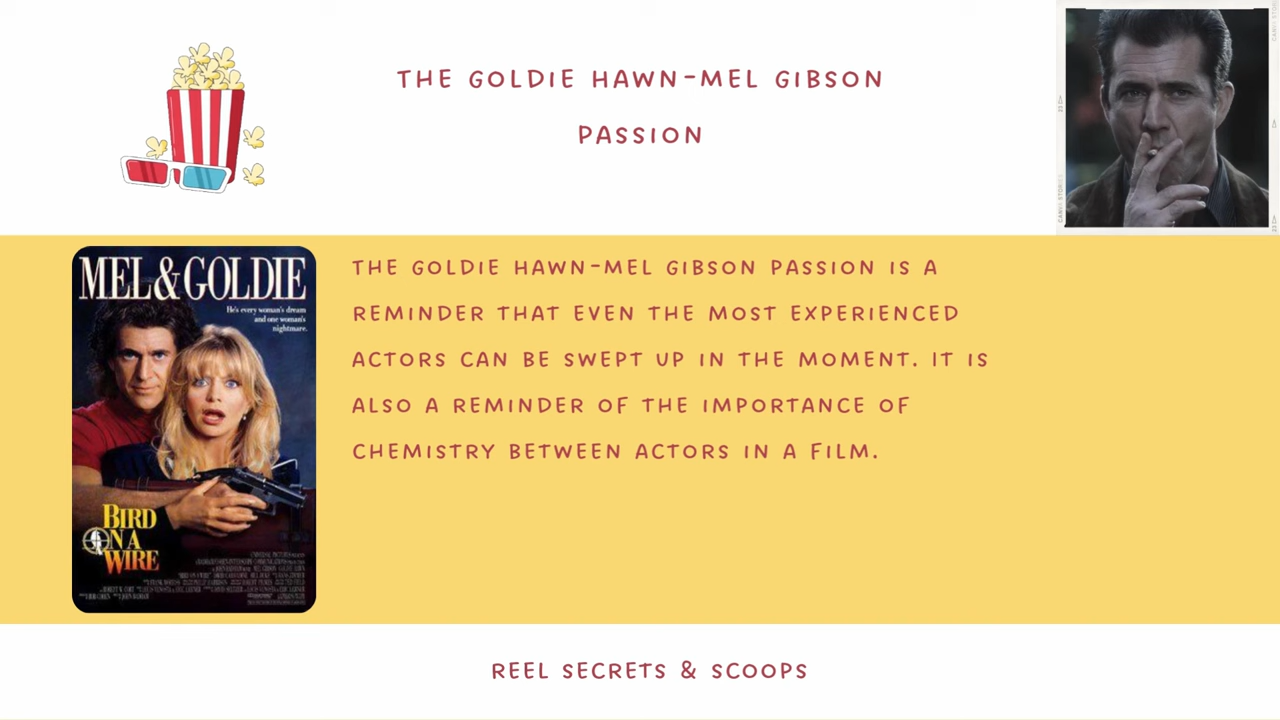 THE GOLDIE HAWN-MEL GIBSON
PASSION
MEL & GOLDIE
He's every woman's dream
and one woman's
nightmare.
BIRD
ON A
WIRE
THE GOLDIE HAWN-MEL GIBSON PASSION IS A
REMINDER THAT EVEN THE MOST EXPERIENCED
ACTORS CAN BE SWEPT UP IN THE MOMENT. IT IS
ALSO A REMINDER OF THE IMPORTANCE OF
CHEMISTRY BETWEEN ACTORS IN A FILM.
REEL SECRETS & SCOOPS